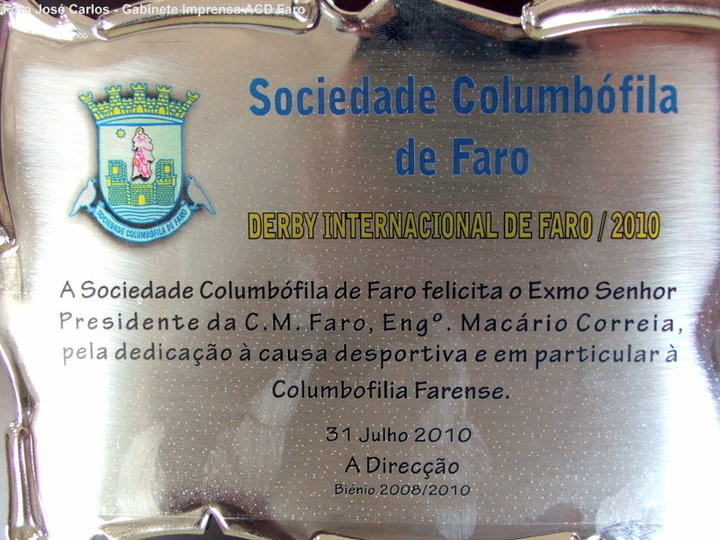 Foto José Carlos - Gabinete Imprensa ACD Faro
Sociedade Columbófila
de Faro
SOCIEDADE COLUMBÓFILA DE FARO
DERBY INTERNACIONAL DE FARO / 2010
A Sociedade Columbófila de Faro felicita o Exmo Senhor
Presidente da C.M. Faro, Engº. Macário Correia,
pela dedicação à causa desportiva e em particular à
Columbofilia Farense.
31 Julho 2010
A Direcção
Biénio 2008/2010